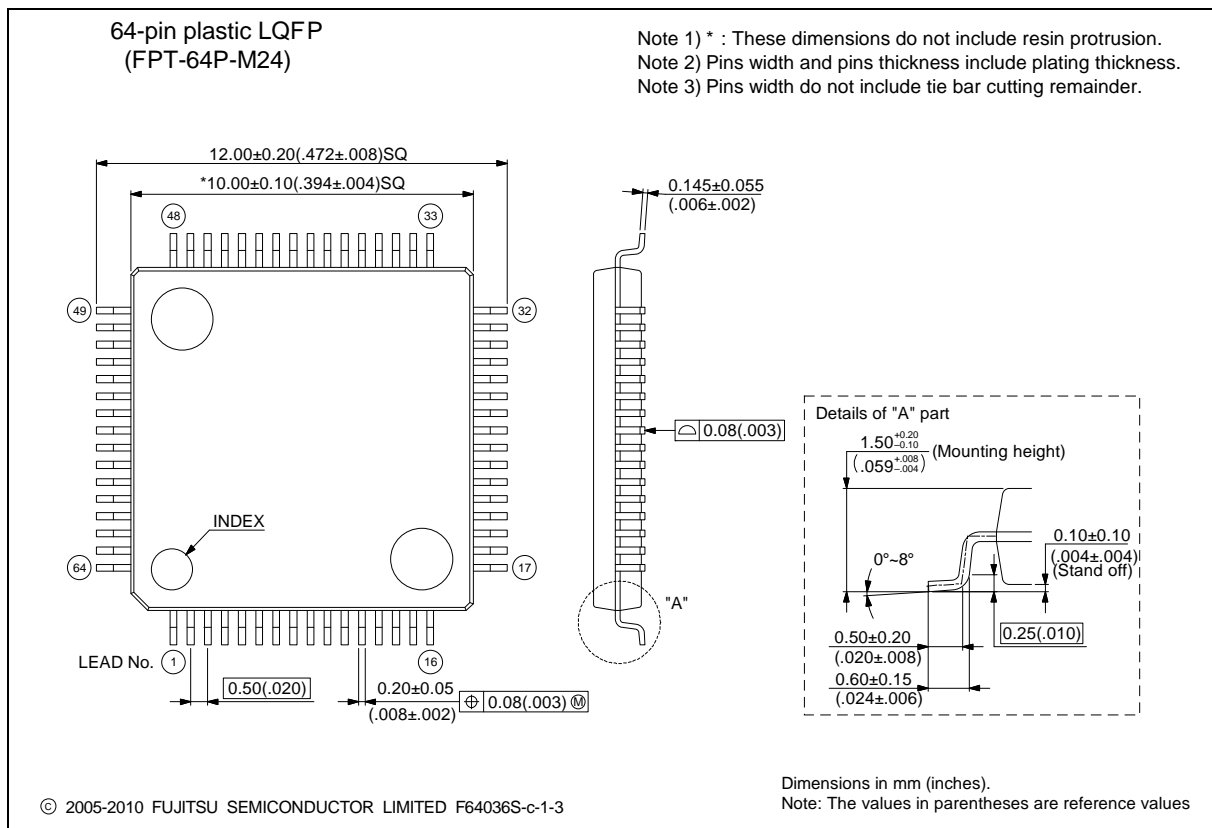 64-pin plastic LQFP
(FPT-64P-M24)
Note 1) * : These dimensions do not include resin protrusion.
Note 2) Pins width and pins thickness include plating thickness.
Note 3) Pins width do not include tie bar cutting remainder.
12.00±0.20(.472±.008)SQ
*10.00±0.10(.394±.004)SQ
0.145±0.055
(.006±.002)
48
33
49
32
0.08(.003)
INDEX
64
17
"A"
LEAD No.
1
16
0.50(.020)
0.20±0.05
(.008±.002)
⌖ 0.08(.003) Ⓜ
Details of "A" part
1.50 +0.20 –0.10 (Mounting height)
(.059 +.008 –.004)
0.10±0.10
(.004±.004)
(Stand off)
0°~8°
0.50±0.20
(.020±.008)
0.25(.010)
0.60±0.15
(.024±.006)
© 2005-2010 FUJITSU SEMICONDUCTOR LIMITED F64036S-c-1-3
Dimensions in mm (inches).
Note: The values in parentheses are reference values